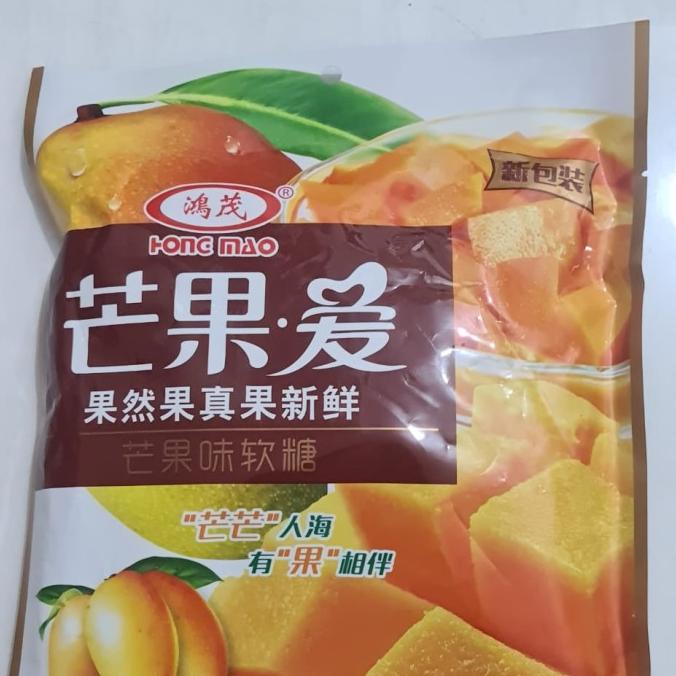 新包装
鸿茂®
HONG MAO
芒果·爱
果然果真果新鲜
芒果味软糖
"芒芒"人海
有"果"相伴